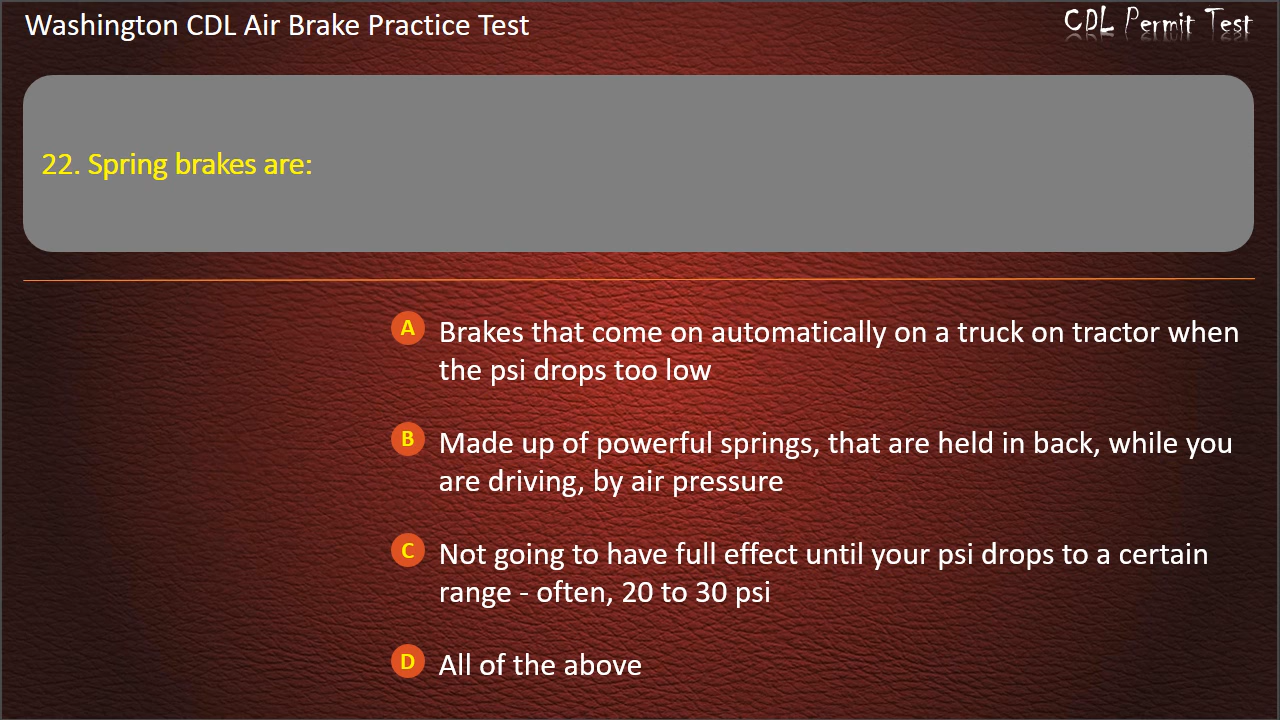 Washington CDL Air Brake Practice Test
CDL Permit Test
22. Spring brakes are:
A Brakes that come on automatically on a truck on tractor when
the psi drops too low
B Made up of powerful springs, that are held in back, while you
are driving, by air pressure
C Not going to have full effect until your psi drops to a certain
range - often, 20 to 30 psi
D All of the above